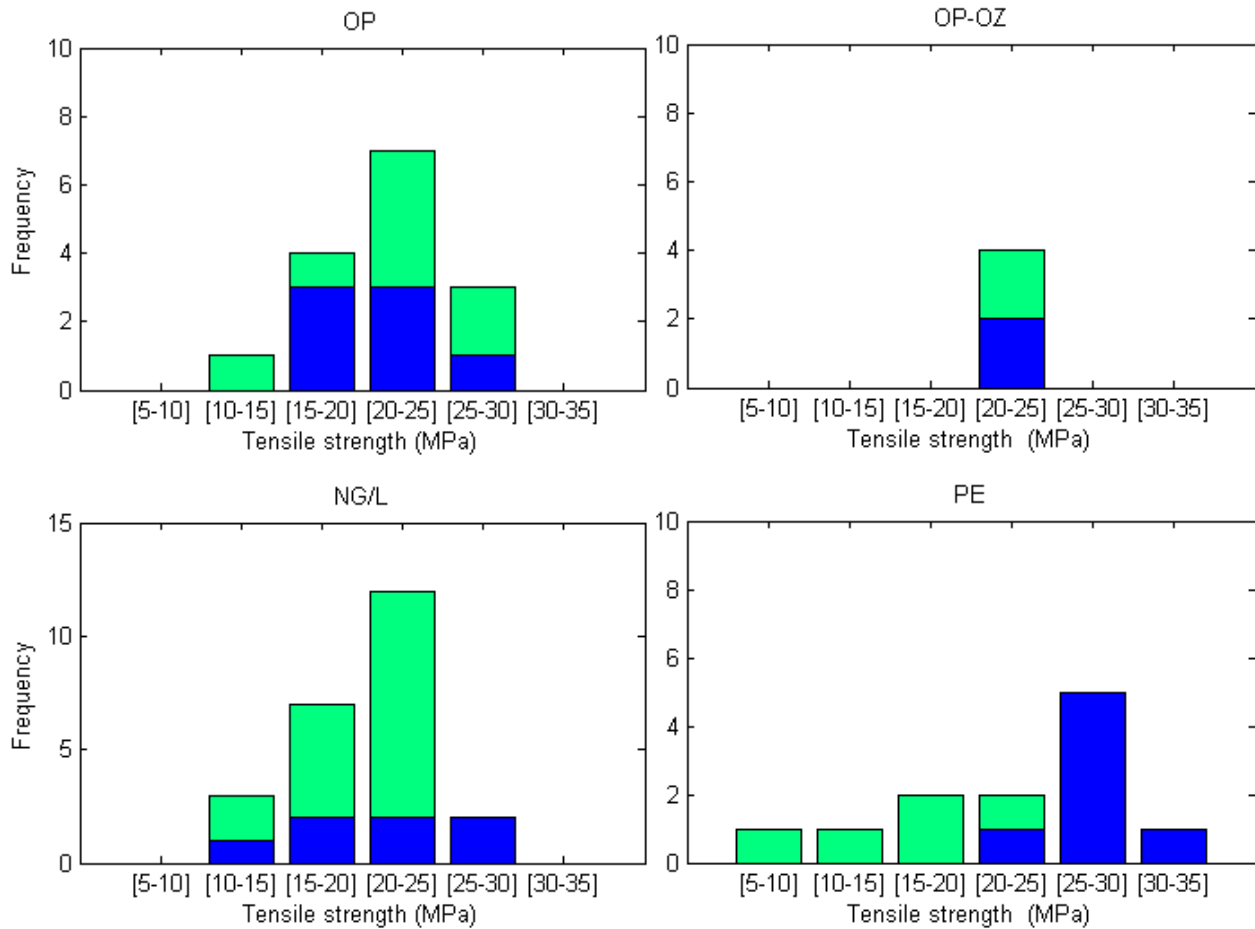 OP
10
8
6
4
2
0
Frequency
[5-10] [10-15] [15-20] [20-25] [25-30] [30-35]
Tensile strength (MPa)
OP-OZ
10
8
6
4
2
0
[5-10] [10-15] [15-20] [20-25] [25-30] [30-35]
Tensile strength (MPa)
NG/L
15
10
5
0
Frequency
[5-10] [10-15] [15-20] [20-25] [25-30] [30-35]
Tensile strength (MPa)
PE
10
8
6
4
2
0
[5-10] [10-15] [15-20] [20-25] [25-30] [30-35]
Tensile strength (MPa)